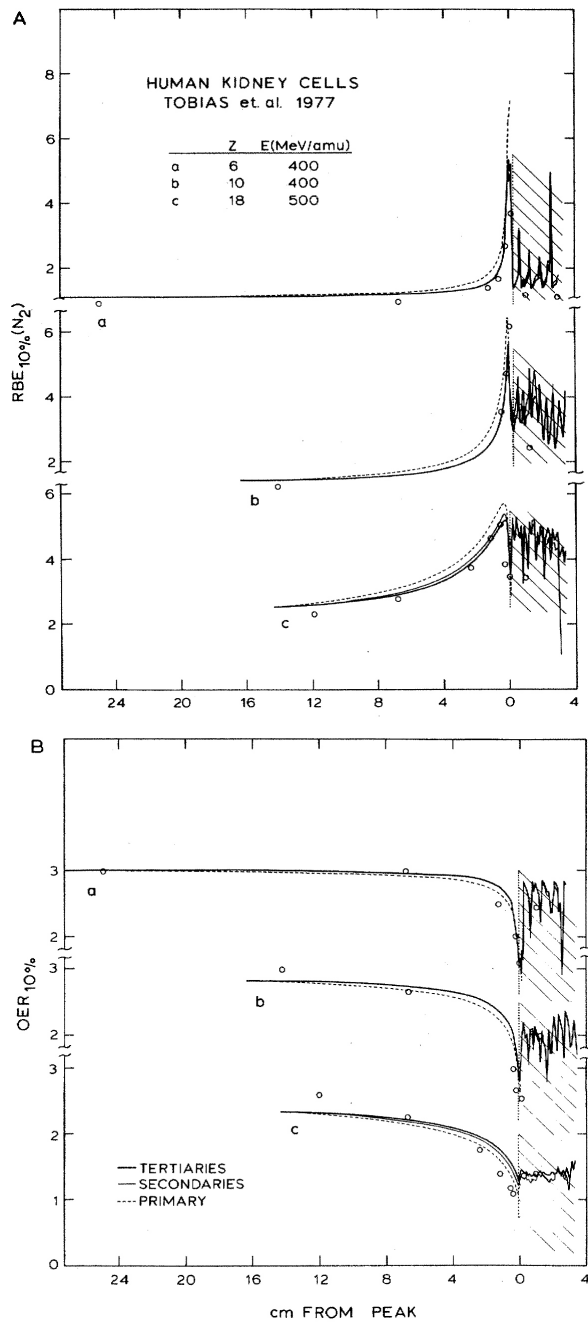 A
HUMAN KIDNEY CELLS
TOBIAS et. al. 1977
Z E(MeV/amu)
a 6 400
b 10 400
c 18 500
8
6
4
2
6
4
2
6
4
2
0
RBE10%(N2)
a
b
c
24 20 16 12 8 4 0 4
B
3
2
3
2
3
2
1
0
OER10%
a
b
c
TERTIARIES
SECONDARIES
PRIMARY
24 20 16 12 8 4 0 4
cm FROM PEAK